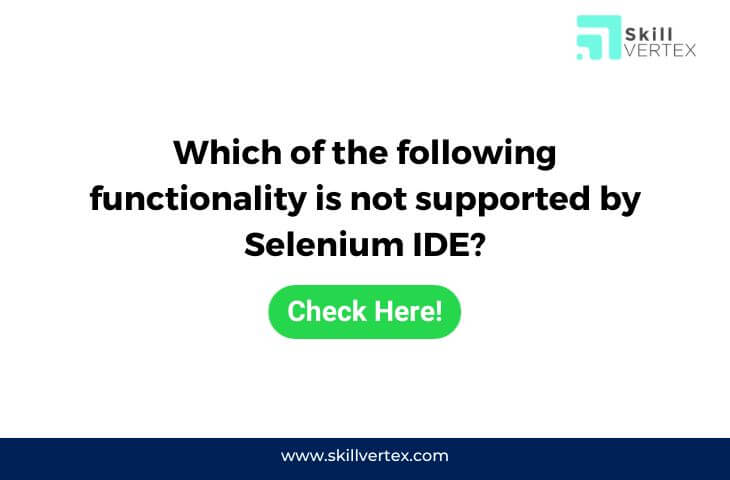 Skill
VERTEX
Which of the following
functionality is not supported by
Selenium IDE?
Check Here!
www.skillvertex.com